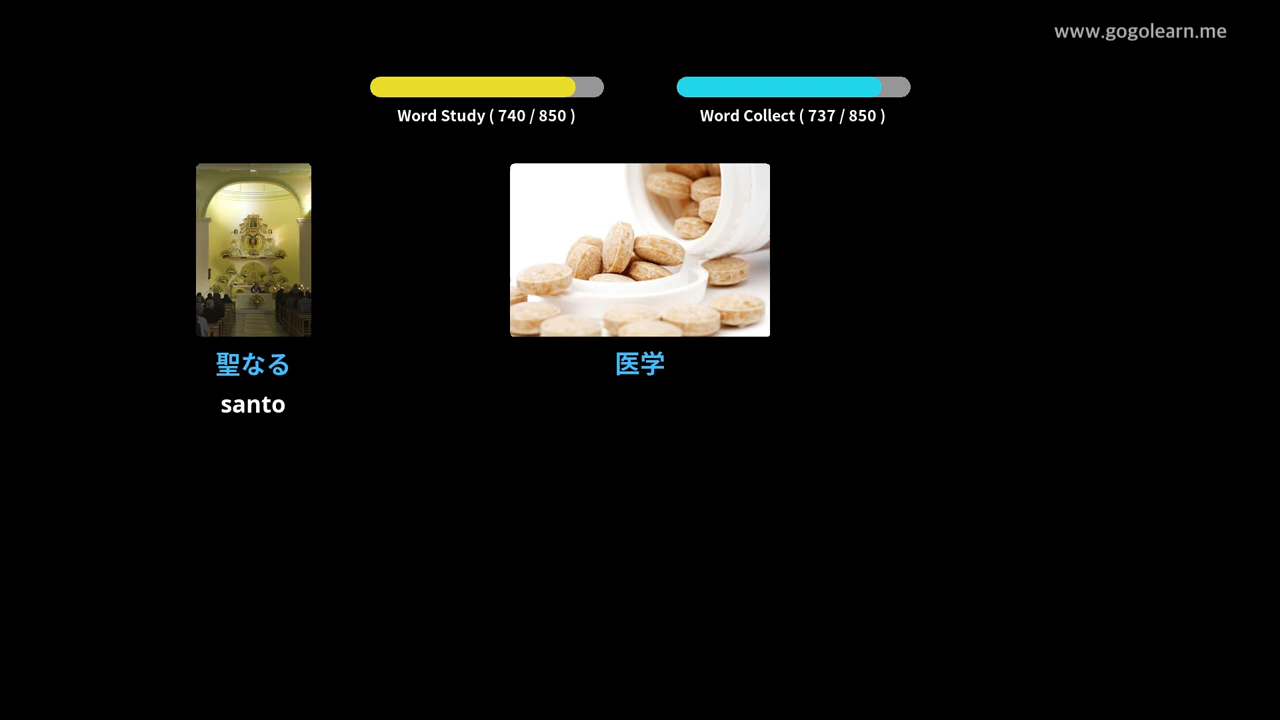 www.gogolearn.me
Word Study ( 740 / 850 )
Word Collect ( 737 / 850 )
聖なる
医学
santo